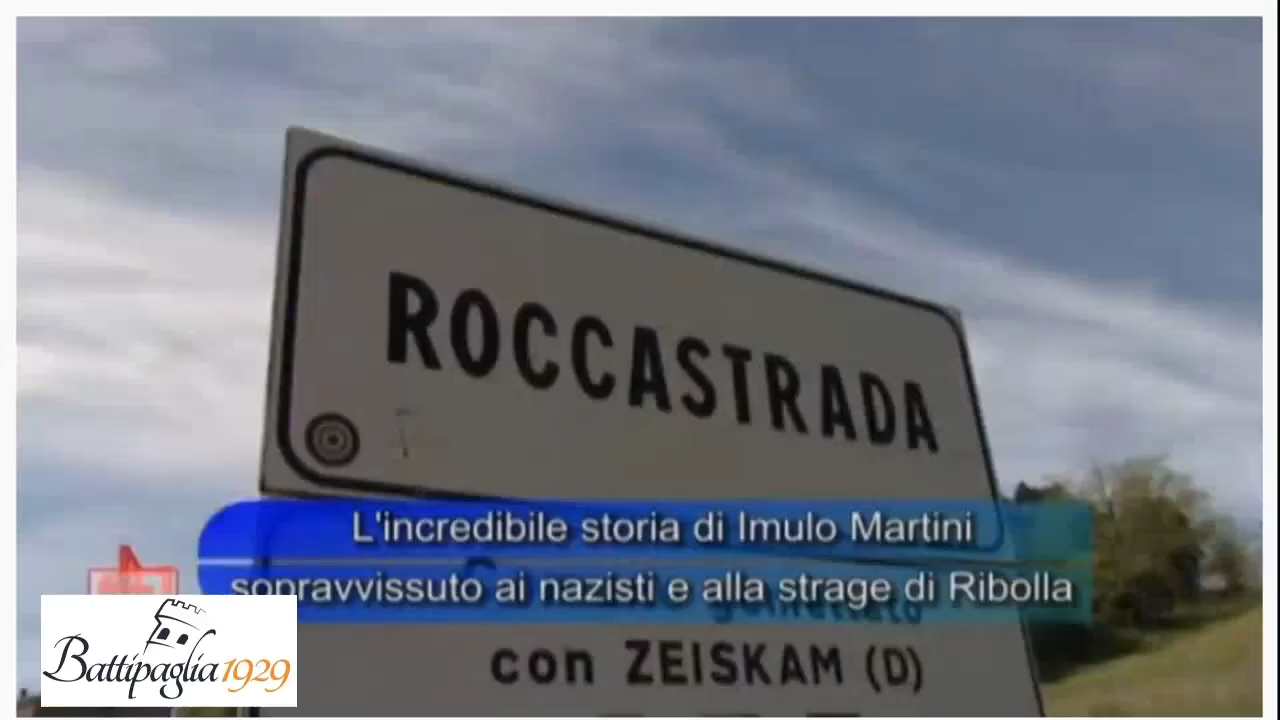 ROCCASTRADA
L'incredibile storia di Imulo Martini
sopravvissuto ai nazisti e alla strage di Ribolla
con ZEISKAM (D)
Battipaglia1929